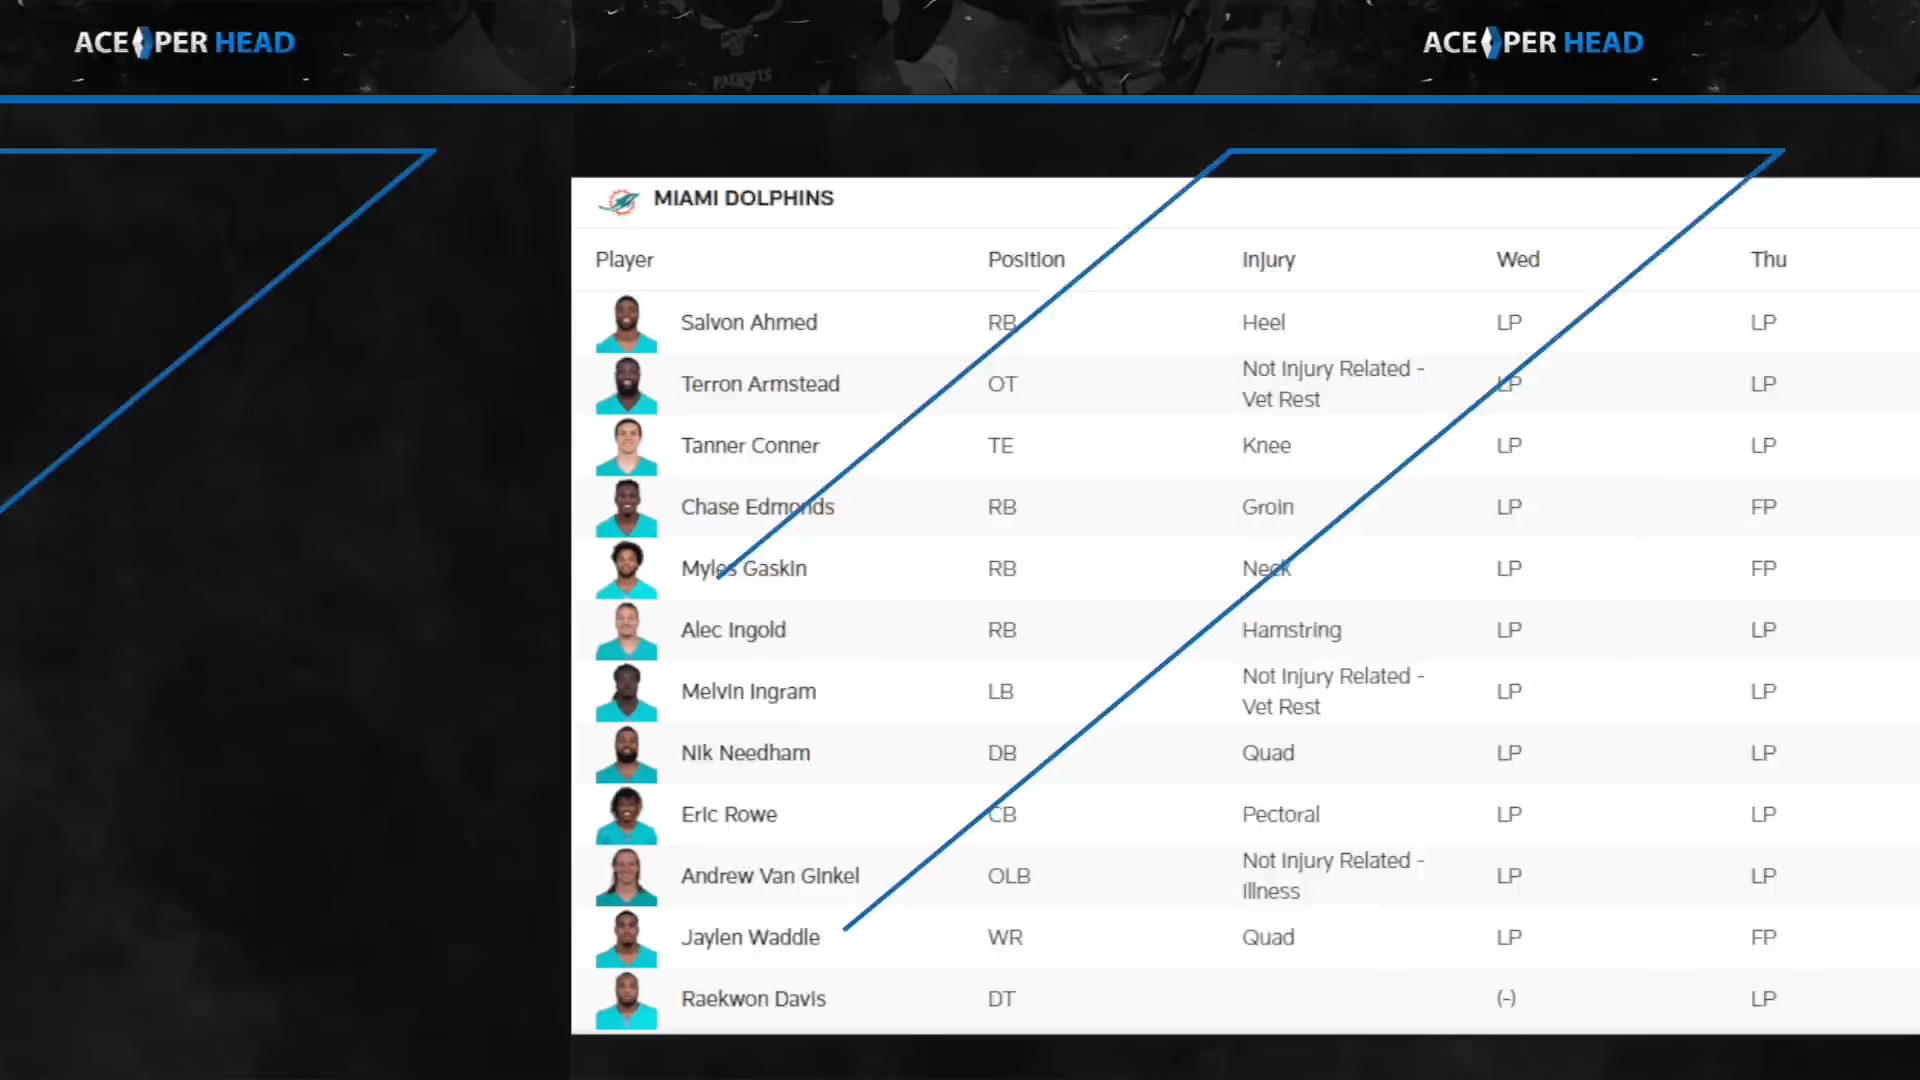 ACE PER HEAD
ACE PER HEAD
PATRIOTS
MIAMI DOLPHINS
Player Position Injury Wed Thu
Salvon Ahmed RB Heel LP LP
Terron Armstead OT Not Injury Related - Vet Rest LP LP
Tanner Conner TE Knee LP LP
Chase Edmonds RB Groin LP FP
Myles Gaskin RB Neck LP FP
Alec Ingold RB Hamstring LP LP
Melvin Ingram LB Not Injury Related - Vet Rest LP LP
Nik Needham DB Quad LP LP
Eric Rowe CB Pectoral LP LP
Andrew Van Ginkel OLB Not Injury Related - Illness LP LP
Jaylen Waddle WR Quad LP FP
Raekwon Davis DT (-) LP